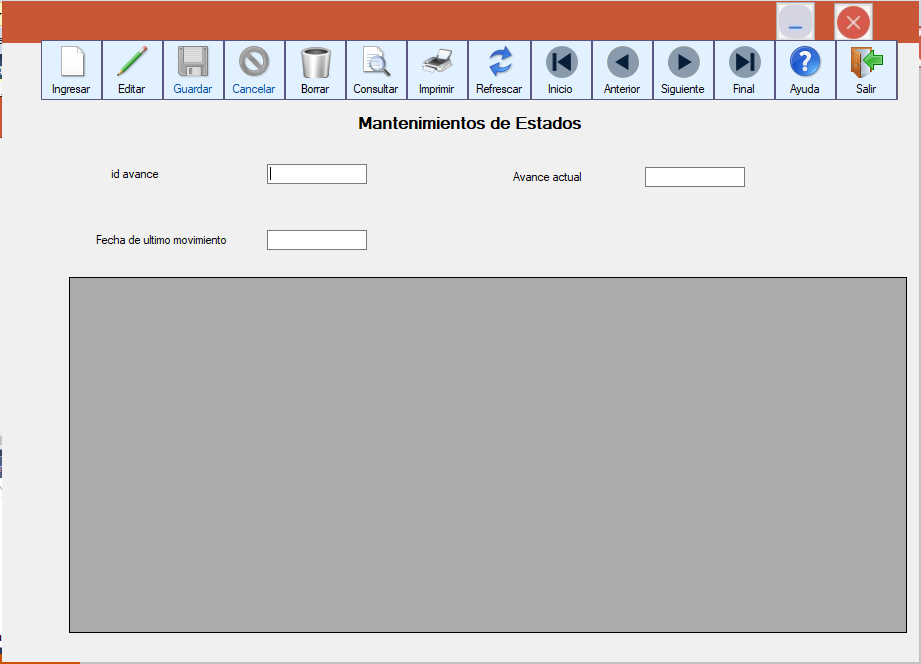 Ingresar Editar Guardar Cancelar Borrar Consultar Imprimir Refrescar Inicio Anterior Siguiente Final Ayuda Salir
Mantenimientos de Estados
id avance
Avance actual
Fecha de ultimo movimiento